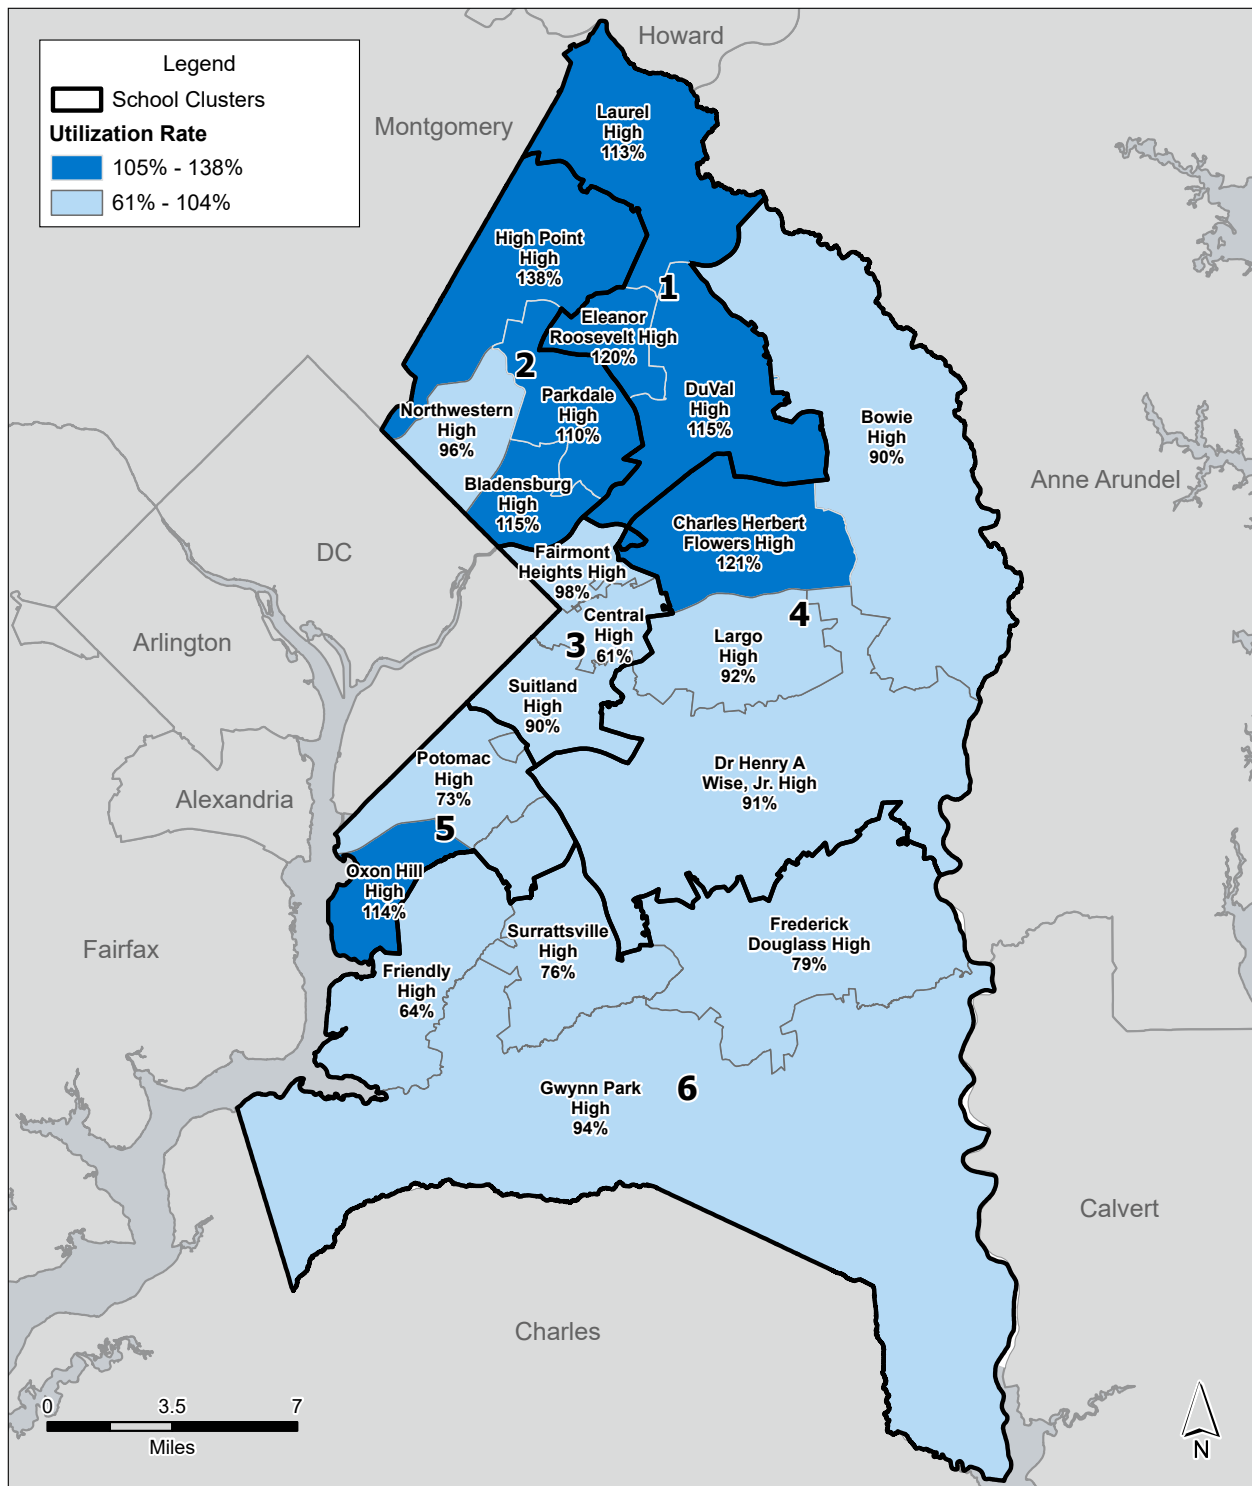 Legend
School Clusters
Utilization Rate
105% - 138%
61% - 104%
Howard
Montgomery
Laurel
High
113%
High Point
High
138%
1
Eleanor
Roosevelt High
120%
2
Northwestern
High
96%
Parkdale
High
110%
DuVal
High
115%
Bowie
High
90%
Anne Arundel
Bladensburg
High
115%
Charles Herbert
Flowers High
121%
DC
Fairmont
Heights High
98%
Arlington
Central
High
61%
3
4
Largo
High
92%
Suitland
High
90%
Potomac
High
73%
Dr Henry A
Wise, Jr. High
91%
Alexandria
5
Oxon Hill
High
114%
Fairfax
Surrattsville
High
76%
Frederick
Douglass High
79%
Friendly
High
64%
Gwynn Park
High
94%
6
Calvert
Charles
0 3.5 7
Miles
N